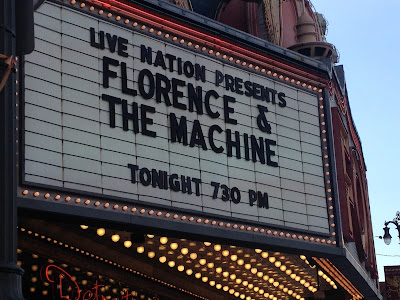 LIVE NATION PRESENTS
FLORENCE &
THE MACHINE
TONIGHT 730 PM